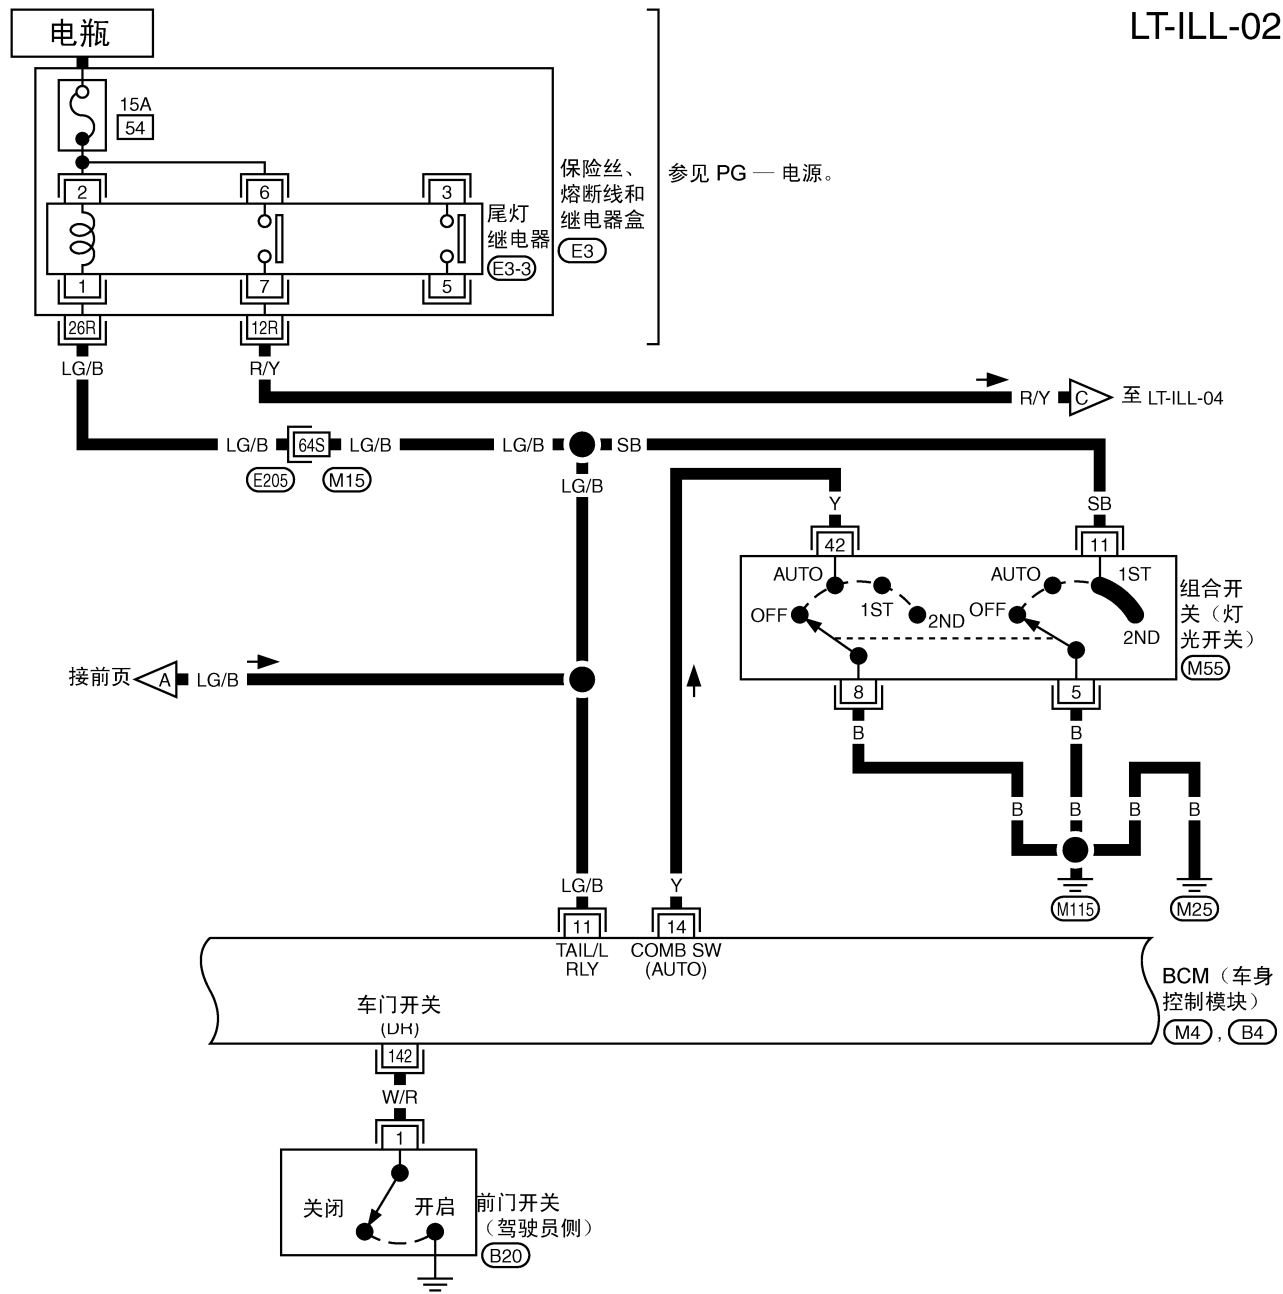 LT-ILL-02
电瓶
15A
54
保险丝、
熔断线和
继电器盒
E3
参见 PG — 电源。
2
6
3
尾灯
继电器
E3-3
1
7
5
26R
12R
LG/B
R/Y
R/Y
C
至 LT-ILL-04
LG/B
64S
LG/B
LG/B
SB
E205
M15
LG/B
Y
SB
42
11
AUTO
OFF
1ST
2ND
AUTO
OFF
1ST
2ND
组合开
关（灯
光开关）
M55
接前页
A
LG/B
8
5
B
B
B
B
B
B
M115
M25
LG/B
Y
11
14
TAIL/L
RLY
COMB SW
(AUTO)
BCM（车身
控制模块）
M4 , B4
车门开关
(DR)
142
W/R
1
关闭
开启
前门开关
（驾驶员侧）
B20